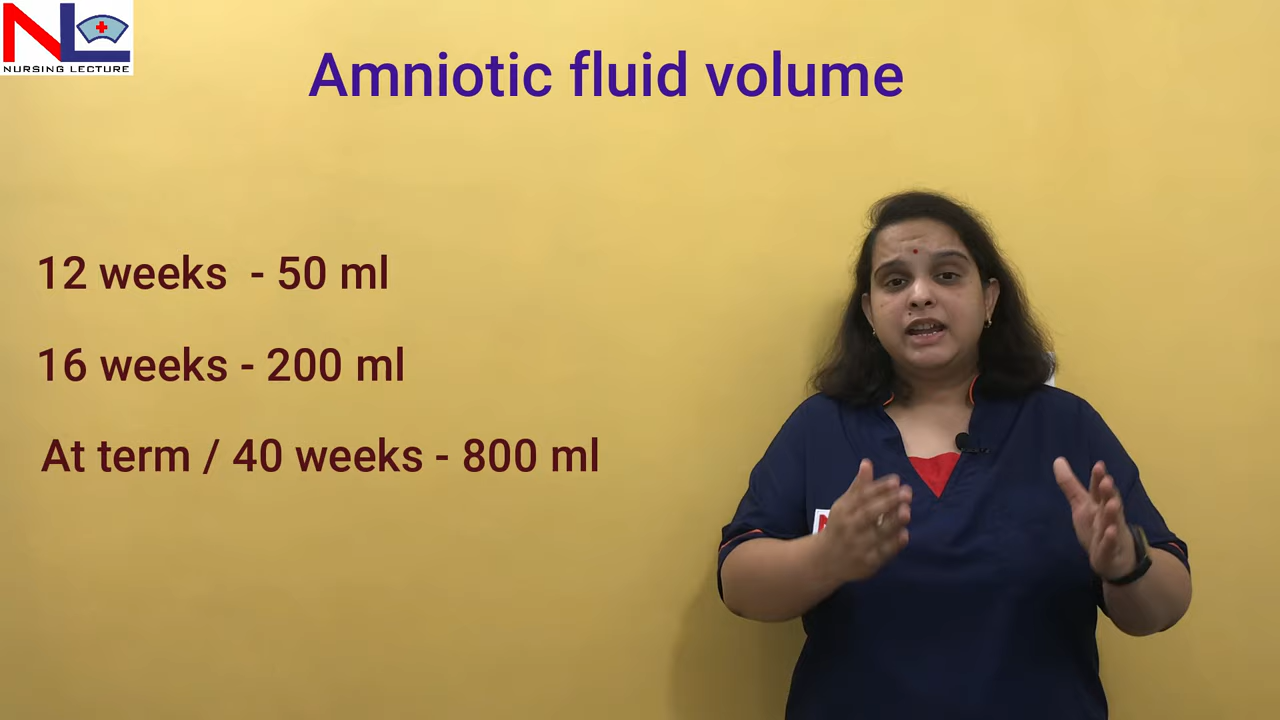 NL
NURSING LECTURE
Amniotic fluid volume
12 weeks - 50 ml
16 weeks - 200 ml
At term / 40 weeks - 800 ml